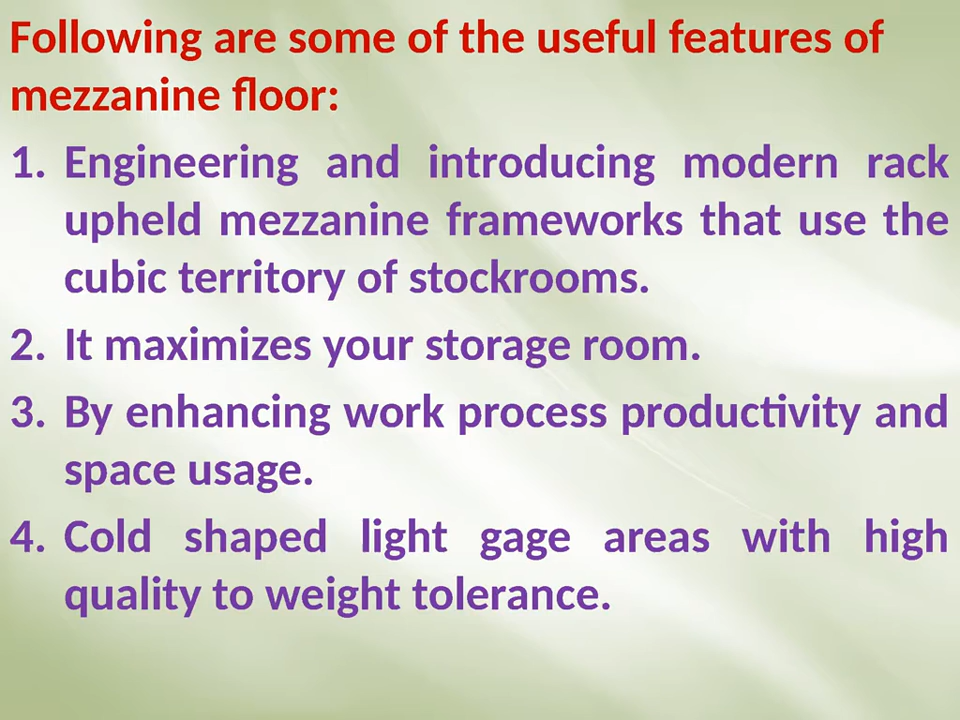 Following are some of the useful features of
mezzanine floor:
1. Engineering and introducing modern rack
upheld mezzanine frameworks that use the
cubic territory of stockrooms.
2. It maximizes your storage room.
3. By enhancing work process productivity and
space usage.
4. Cold shaped light gage areas with high
quality to weight tolerance.